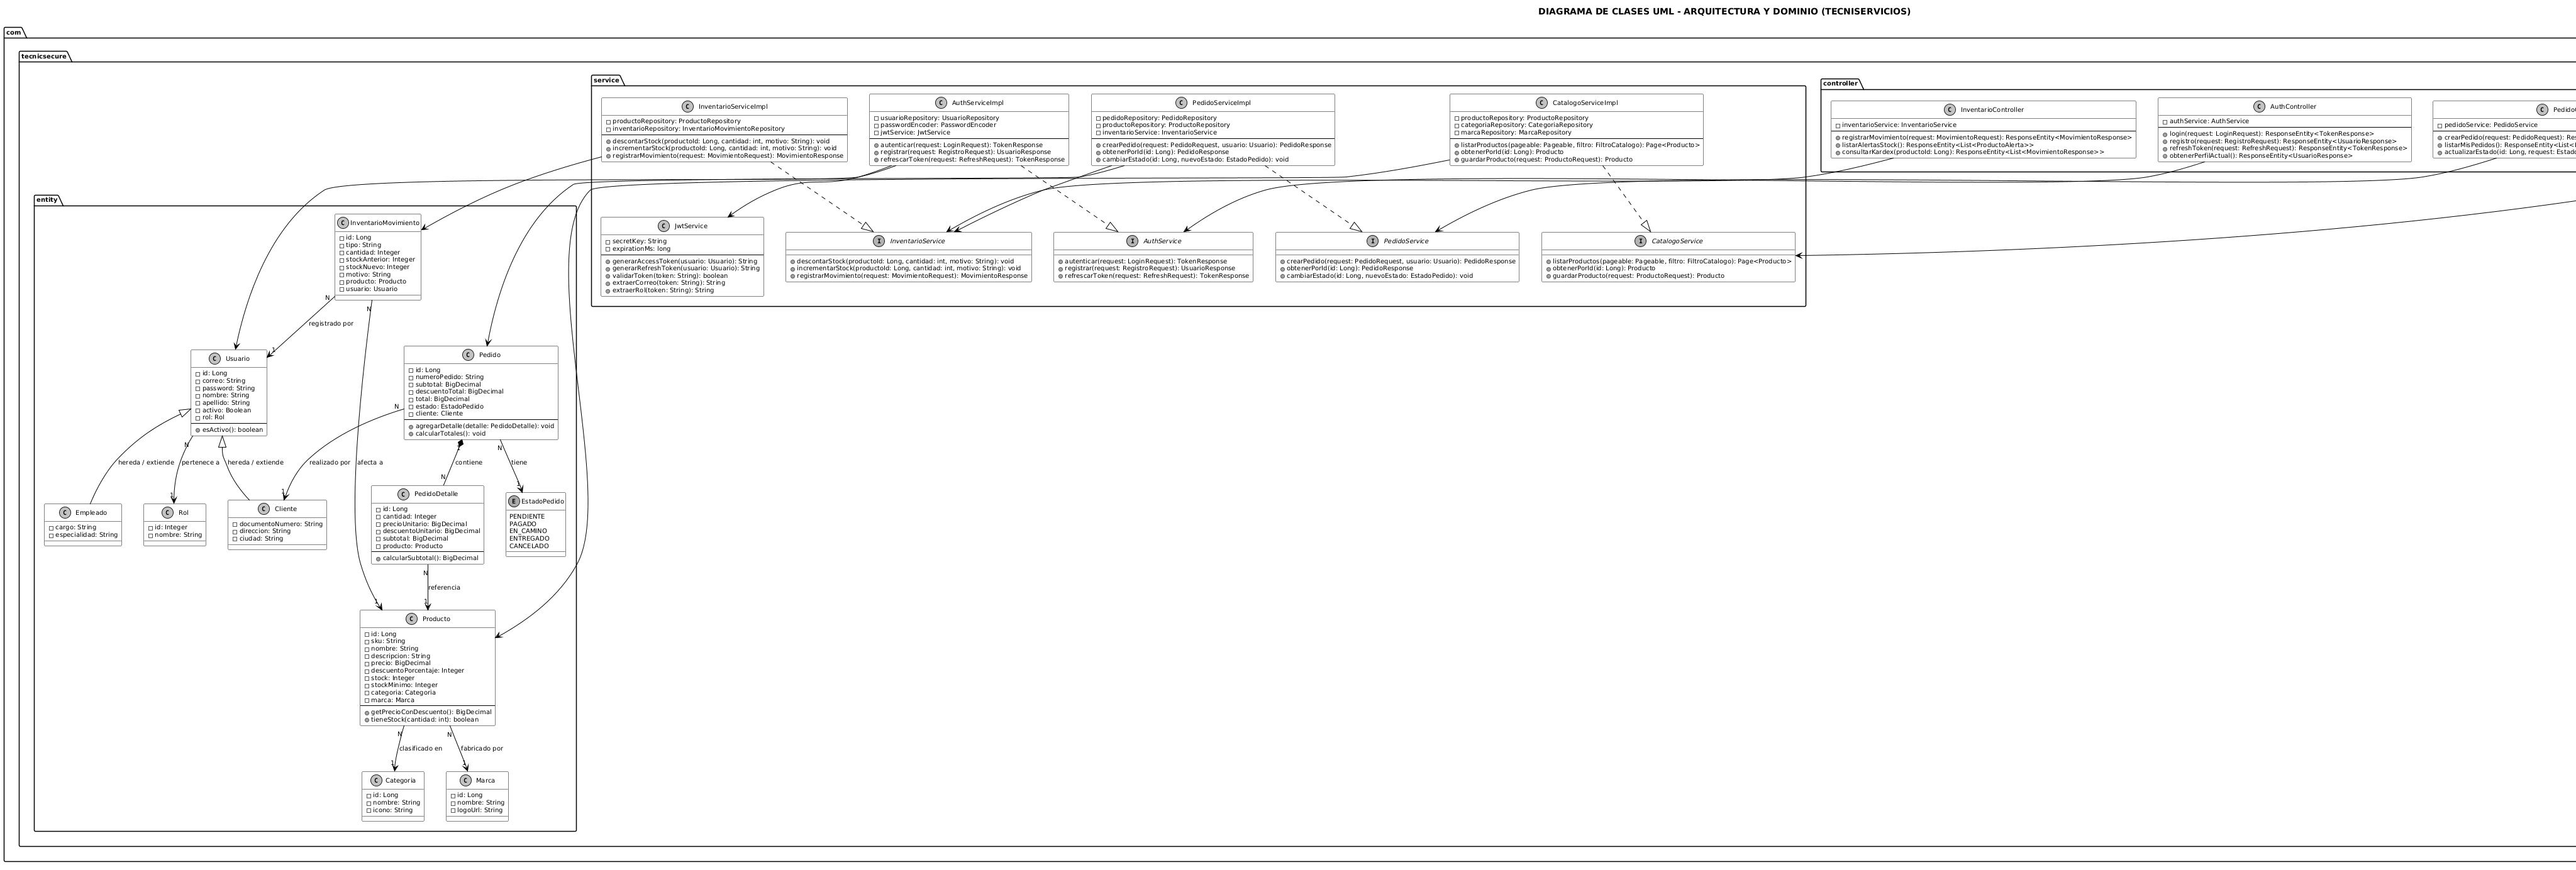 DIAGRAMA DE CLASES UML - ARQUITECTURA Y DOMINIO (TECNISERVICIOS)
com
tecnicsecure
service
controller
C InventarioServiceImpl
productoRepository: ProductoRepository
inventarioRepository: InventarioMovimientoRepository
descontarStock(productoId: Long, cantidad: int, motivo: String): void
incrementarStock(productoId: Long, cantidad: int, motivo: String): void
registrarMovimiento(request: MovimientoRequest): MovimientoResponse
C AuthServiceImpl
usuarioRepository: UsuarioRepository
passwordEncoder: PasswordEncoder
jwtService: JwtService
autenticar(request: LoginRequest): TokenResponse
registrar(request: RegistroRequest): UsuarioResponse
refrescarToken(request: RefreshRequest): TokenResponse
C PedidoServiceImpl
pedidoRepository: PedidoRepository
productoRepository: ProductoRepository
inventarioService: InventarioService
crearPedido(request: PedidoRequest, usuario: Usuario): PedidoResponse
obtenerPorId(id: Long): PedidoResponse
cambiarEstado(id: Long, nuevoEstado: EstadoPedido): void
C CatalogoServiceImpl
productoRepository: ProductoRepository
categoriaRepository: CategoriaRepository
marcaRepository: MarcaRepository
listarProductos(pageable: Pageable, filtro: FiltroCatalogo): Page<Producto>
obtenerPorId(id: Long): Producto
guardarProducto(request: ProductoRequest): Producto
C InventarioController
inventarioService: InventarioService
registrarMovimiento(request: MovimientoRequest): ResponseEntity<MovimientoResponse>
listarAlertasStock(): ResponseEntity<List<ProductoAlerta>>
consultarKardex(productoId: Long): ResponseEntity<List<MovimientoResponse>>
C AuthController
authService: AuthService
login(request: LoginRequest): ResponseEntity<TokenResponse>
registro(request: RegistroRequest): ResponseEntity<UsuarioResponse>
refreshToken(request: RefreshRequest): ResponseEntity<TokenResponse>
obtenerPerfilActual(): ResponseEntity<UsuarioResponse>
pedidoService: PedidoService
crearPedido(request: PedidoRequest):
listarMisPedidos():
actualizarEstado(id: Long, request:
C JwtService
secretKey: String
expirationMs: long
generarAccessToken(usuario: Usuario): String
generarRefreshToken(usuario: Usuario): String
validarToken(token: String): boolean
extraerCorreo(token: String): String
extraerRol(token: String): String
I InventarioService
descontarStock(productoId: Long, cantidad: int, motivo: String): void
incrementarStock(productoId: Long, cantidad: int, motivo: String): void
registrarMovimiento(request: MovimientoRequest): MovimientoResponse
I AuthService
autenticar(request: LoginRequest): TokenResponse
registrar(request: RegistroRequest): UsuarioResponse
refrescarToken(request: RefreshRequest): TokenResponse
I PedidoService
crearPedido(request: PedidoRequest, usuario: Usuario): PedidoResponse
obtenerPorId(id: Long): PedidoResponse
cambiarEstado(id: Long, nuevoEstado: EstadoPedido): void
I CatalogoService
listarProductos(pageable: Pageable, filtro: FiltroCatalogo): Page<Producto>
obtenerPorId(id: Long): Producto
guardarProducto(request: ProductoRequest): Producto
entity
C InventarioMovimiento
id: Long
tipo: String
cantidad: Integer
stockAnterior: Integer
stockNuevo: Integer
motivo: String
producto: Producto
usuario: Usuario
N
N
registrado por
1
C Usuario
id: Long
correo: String
password: String
nombre: String
apellido: String
activo: Boolean
rol: Rol
esActivo(): boolean
C Pedido
id: Long
numeroPedido: String
subtotal: BigDecimal
descuentoTotal: BigDecimal
total: BigDecimal
estado: EstadoPedido
cliente: Cliente
agregarDetalle(detalle: PedidoDetalle): void
calcularTotales(): void
N
N
1
N
hereda / extiende
pertenece a
hereda / extiende
realizado por
afecta a
contiene
tiene
1
1
N
1
C Empleado
cargo: String
especialidad: String
C Rol
id: Integer
nombre: String
C Cliente
documentoNumero: String
direccion: String
ciudad: String
C PedidoDetalle
id: Long
cantidad: Integer
precioUnitario: BigDecimal
descuentoUnitario: BigDecimal
subtotal: BigDecimal
producto: Producto
calcularSubtotal(): BigDecimal
E EstadoPedido
PENDIENTE
PAGADO
EN_CAMINO
ENTREGADO
CANCELADO
N
referencia
1
1
C Producto
id: Long
sku: String
nombre: String
descripcion: String
precio: BigDecimal
descuentoPorcentaje: Integer
stock: Integer
stockMinimo: Integer
categoria: Categoria
marca: Marca
getPrecioConDescuento(): BigDecimal
tieneStock(cantidad: int): boolean
N
N
clasificado en
fabricado por
1
1
C Categoria
id: Long
nombre: String
icono: String
C Marca
id: Long
nombre: String
logoUrl: String